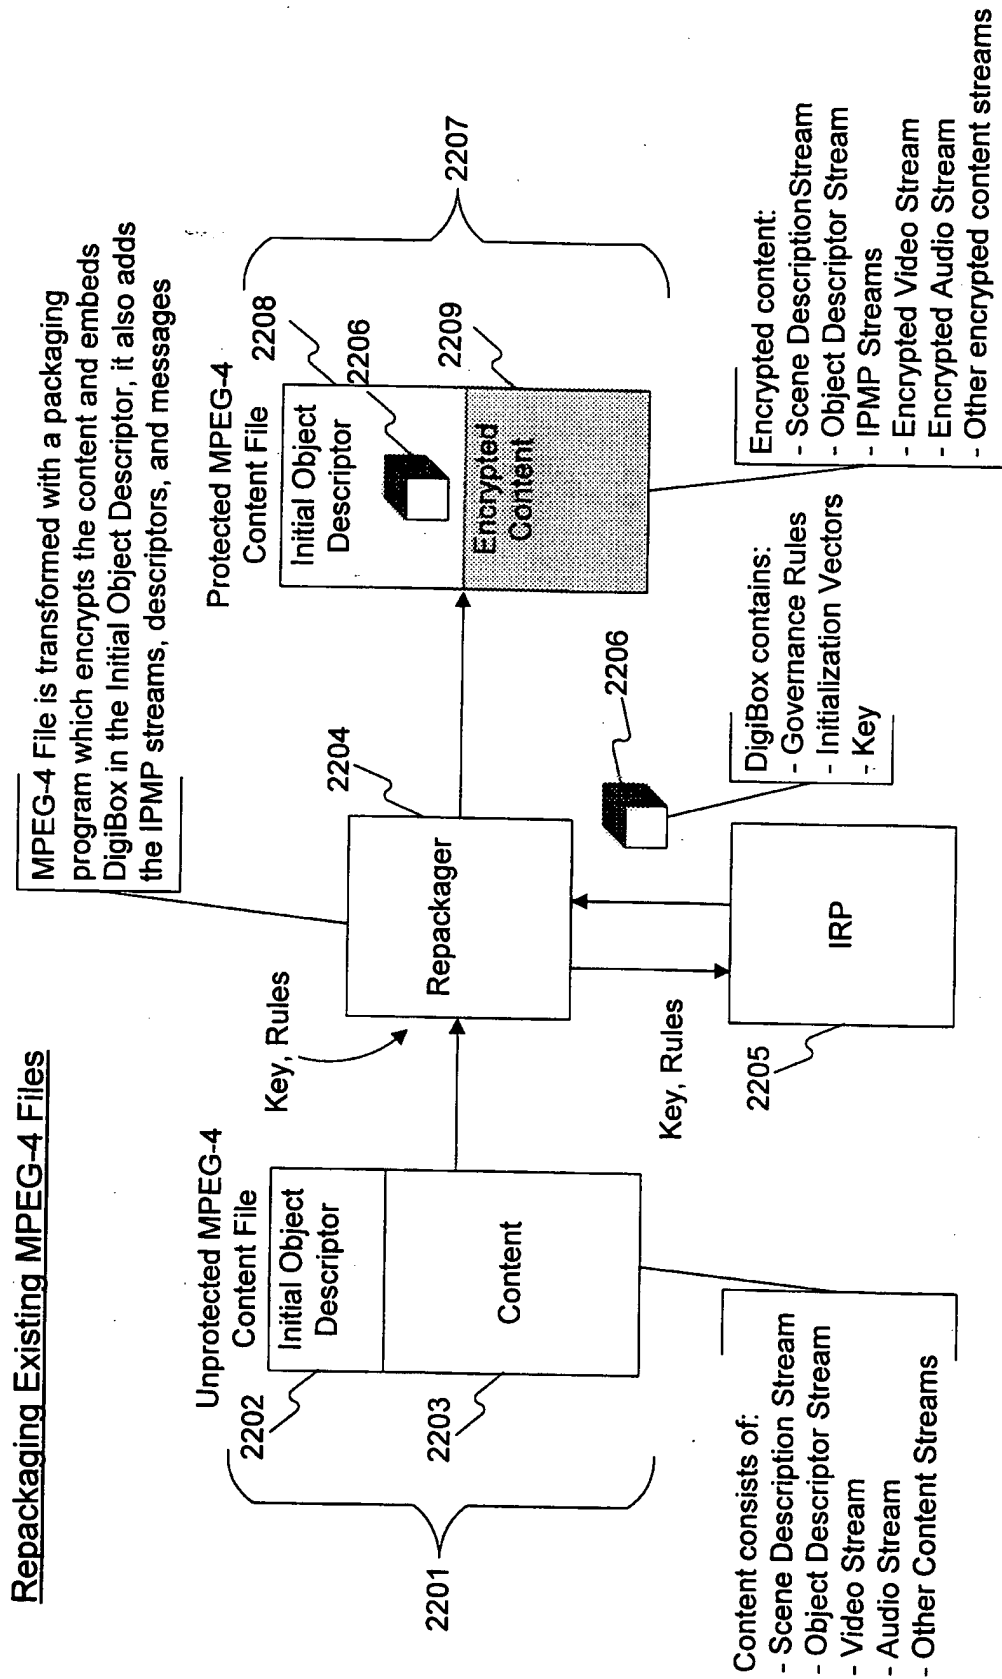 Repackaging Existing MPEG-4 Files
MPEG-4 File is transformed with a packaging
program which encrypts the content and embeds
DigiBox in the Initial Object Descriptor, it also adds
the IPMP streams, descriptors, and messages
Unprotected MPEG-4
Content File
2202
Initial Object
Descriptor
2203
Content
2201
Content consists of:
- Scene Description Stream
- Object Descriptor Stream
- Video Stream
- Audio Stream
- Other Content Streams
Key, Rules
2204
Repackager
Key, Rules
2205
IRP
2206
DigiBox contains:
- Governance Rules
- Initialization Vectors
- Key
Protected MPEG-4
Content File
2208
Initial Object
Descriptor
2206
2209
Encrypted
Content
2207
Encrypted content:
- Scene DescriptionStream
- Object Descriptor Stream
- IPMP Streams
- Encrypted Video Stream
- Encrypted Audio Stream
- Other encrypted content streams